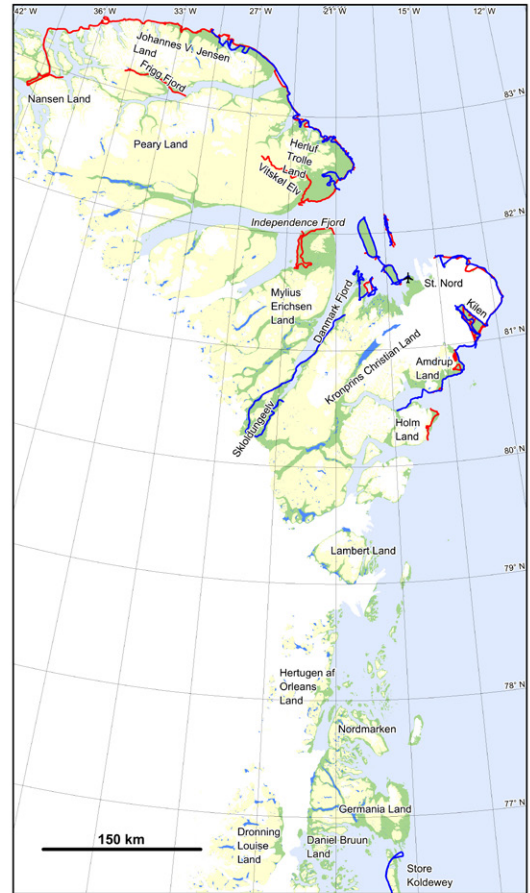 42° W
36° W
33° W
27° W
21° W
15° W
12° W
Johannes V. Jensen
Land
Frigg Fjord
Nansen Land
83° N
Peary Land
Herluf
Trolle
Land
Vitskøl Elv
82° N
Independence Fjord
St. Nord
Mylius
Erichsen
Land
Danmark Fjord
Kilen
81° N
Kronprins Christian Land
Amdrup
Land
Skjoldungeelv
Holm
Land
80° N
Lambert Land
79° N
Hertugen af
Orleans
Land
78° N
Nordmarken
77° N
Germania Land
150 km
Dronning
Louise
Land
Daniel Bruun
Land
Store
Koldewey